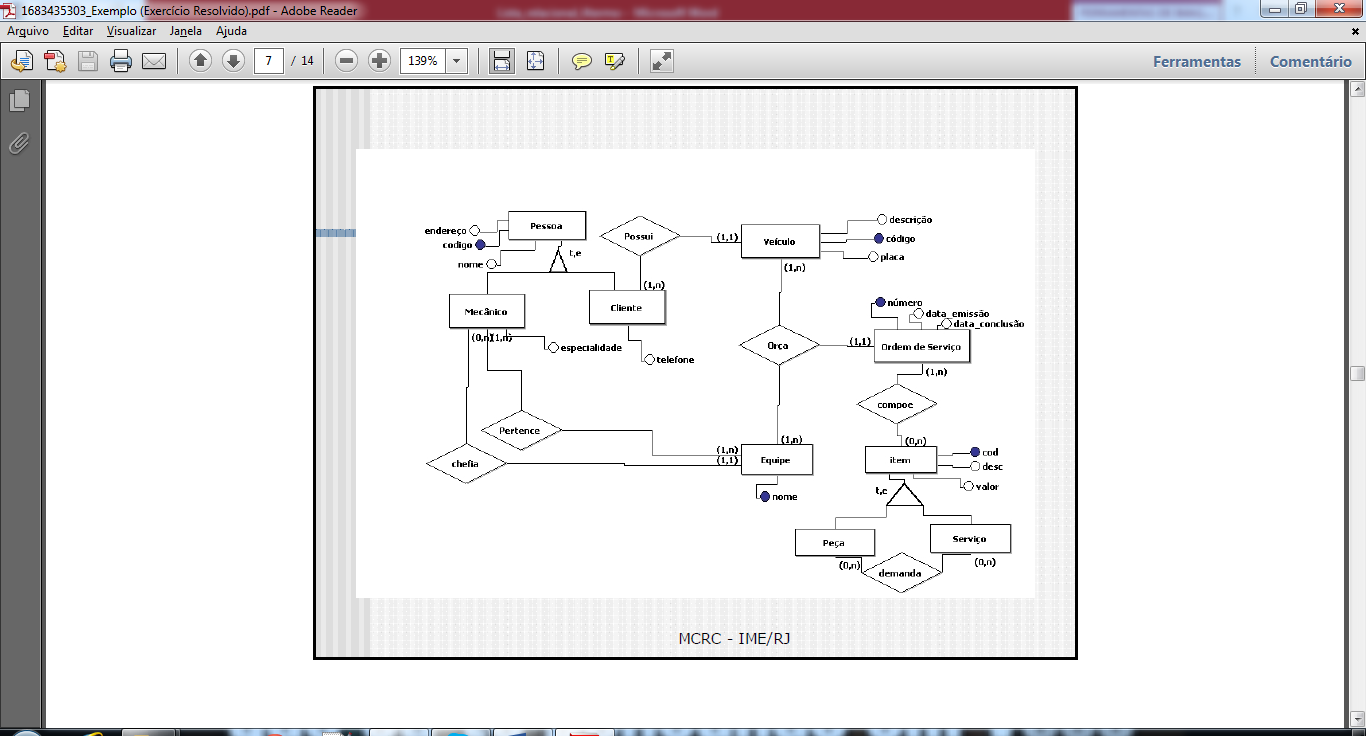 1683435303_Exemplo (Exercício Resolvido).pdf - Adobe Reader
Arquivo Editar Visualizar Janela Ajuda
7 / 14 139% Ferramentas Comentário
Pessoa
endereço
codigo
nome
t,e
Possui
(1,1)
(1,n)
Veículo
descrição
código
placa
(1,n)
Mecânico
(0,n)(1,n)
especialidade
Cliente
telefone
número
data_emissão
data_conclusão
Orca
(1,1)
Ordem de Serviço
(1,n)
compoe
(0,n)
Pertence
chefia
(1,n)
(1,1)
(1,n)
Equipe
nome
item
cod
desc
valor
t,e
Peça
Serviço
(0,n)
demanda
(0,n)
MCRC - IME/RJ